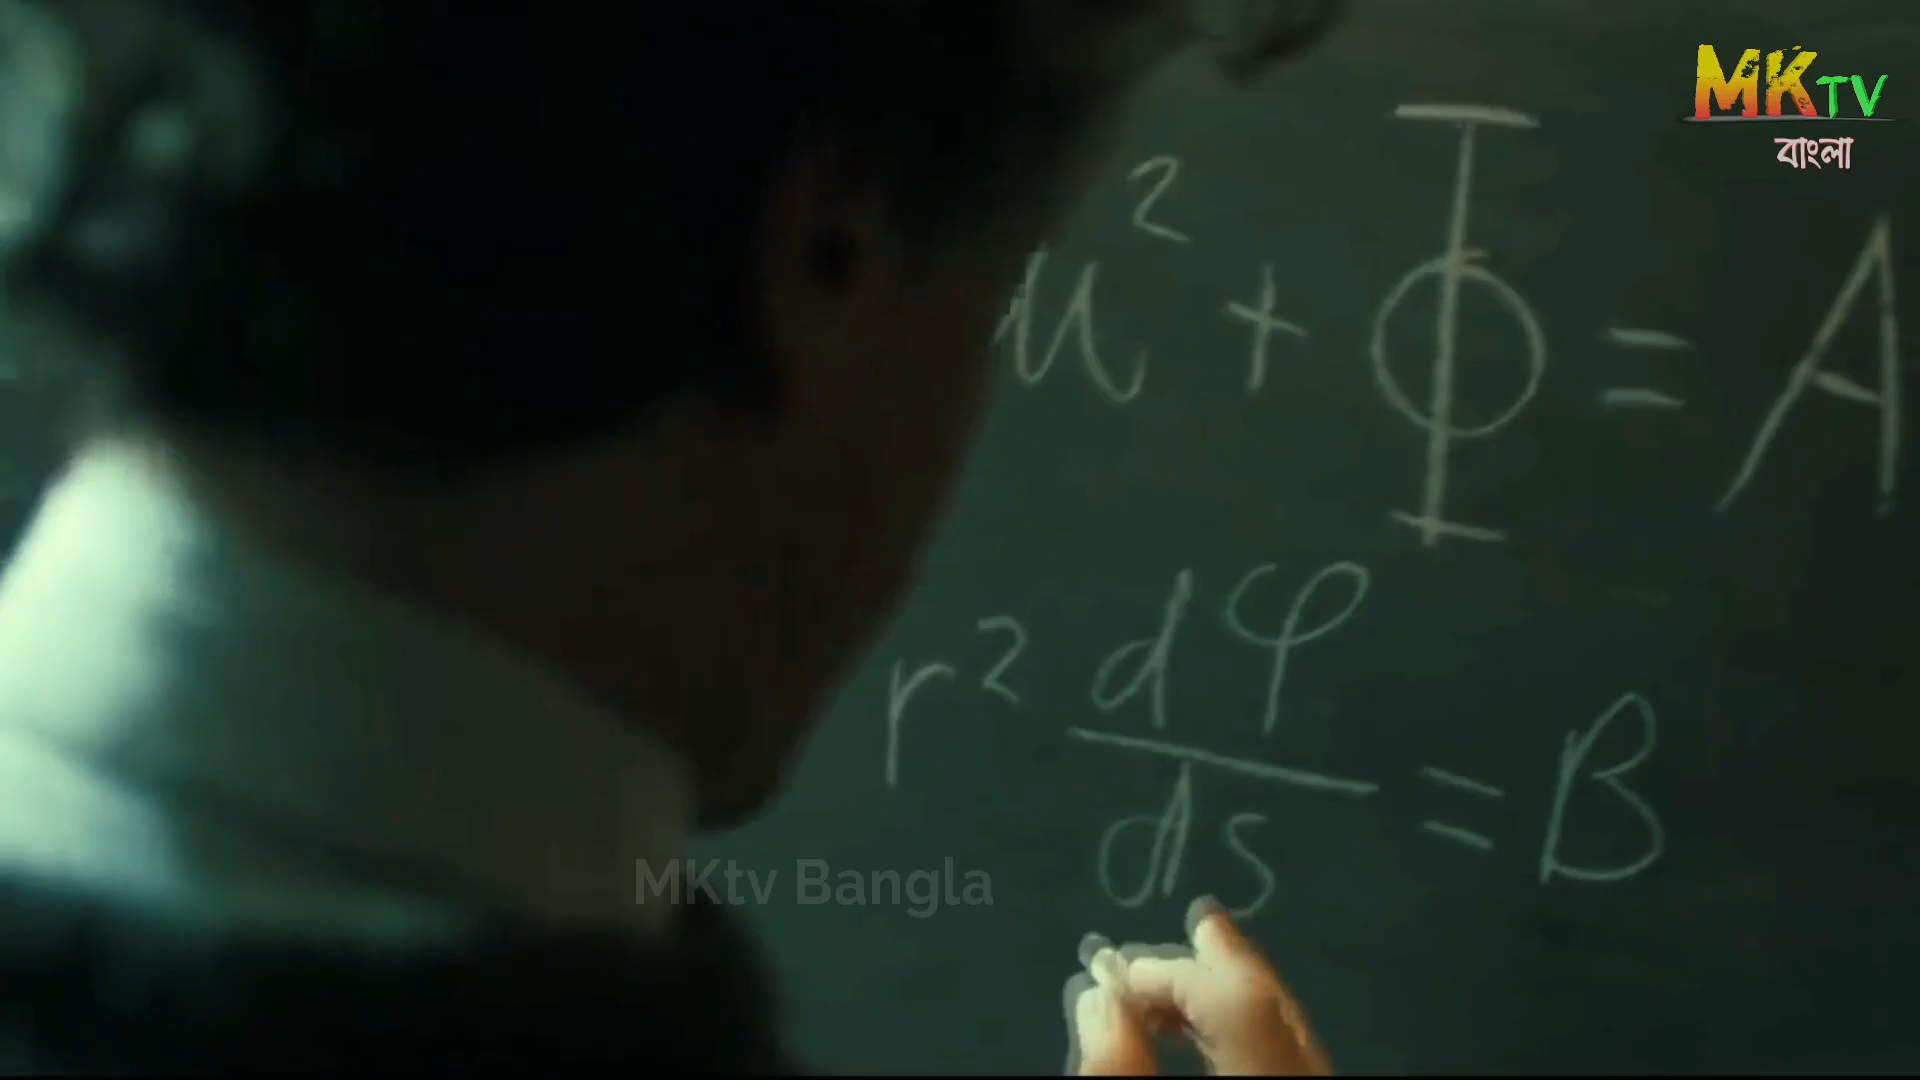 MKTV
বাংলা
u² + Φ = A
r² dφ/ds = B
MKtv Bangla